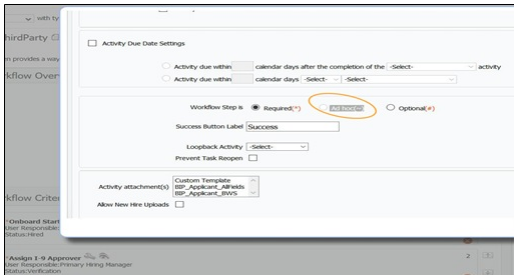 with ty
hirdParty
n provides a way
rkflow Over
Activity Due Date Settings
Activity due within calendar days after the completion of the -Select- activity
Activity due within calendar days -Select- -Select-
Workflow Step is Required(*) Ad hoc(~) Optional(#)
Success Button Label Success
Loopback Activity -Select-
Prevent Task Reopen
Activity attachment(s) Custom Template
BIP_Applicant_AllFields
BIP_Applicant_BWS
Allow New Hire Uploads
rkflow Criter
*Onboard Start
User Responsible:
Status:Hired
*Assign I-9 Approver 2
User Responsible:Primary Hiring Manager
Status:Verification